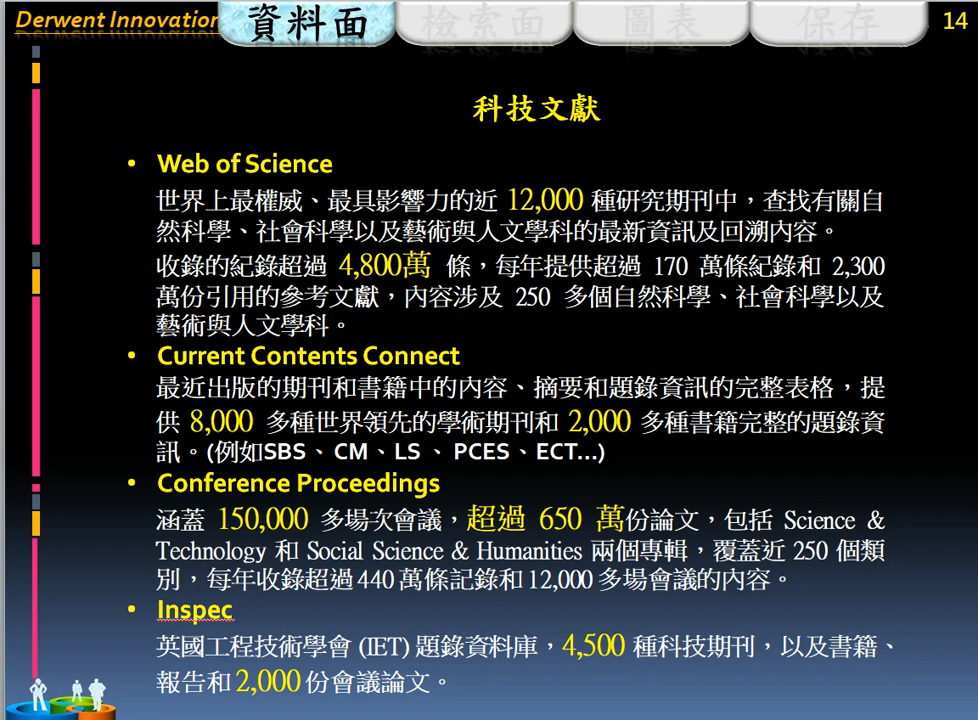 Derwent Innovation
資料面
檢索面
圖表
保存
14
科技文獻
• Web of Science
世界上最權威、最具影響力的近 12,000 種研究期刊中，查找有關自
然科學、社會科學以及藝術與人文學科的最新資訊及回溯內容。
收錄的紀錄超過 4,800萬 條，每年提供超過 170 萬條紀錄和 2,300
萬份引用的參考文獻，內容涉及 250 多個自然科學、社會科學以及
藝術與人文學科。
• Current Contents Connect
最近出版的期刊和書籍中的內容、摘要和題錄資訊的完整表格，提
供 8,000 多種世界領先的學術期刊和 2,000 多種書籍完整的題錄資
訊。(例如SBS、CM、LS 、 PCES、ECT...)
• Conference Proceedings
涵蓋 150,000 多場次會議，超過 650 萬份論文，包括 Science &
Technology 和 Social Science & Humanities 兩個專輯，覆蓋近 250 個類
別，每年收錄超過 440 萬條記錄和 12,000 多場會議的內容。
• Inspec
英國工程技術學會 (IET) 題錄資料庫，4,500 種科技期刊，以及書籍、
報告和 2,000 份會議論文。